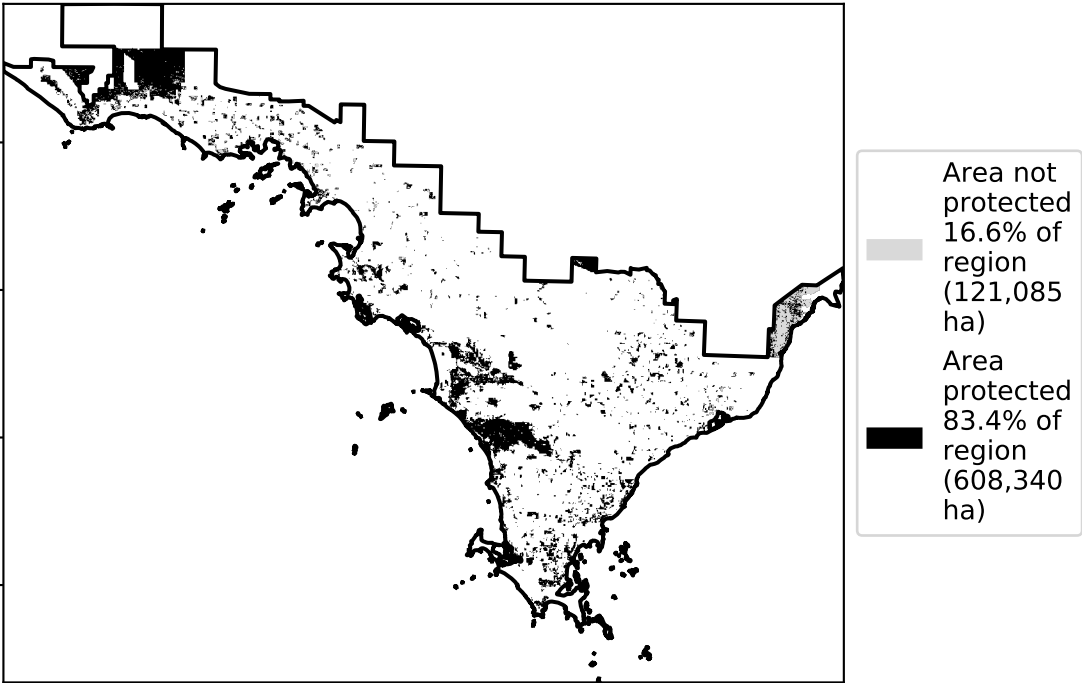 Area not
protected
16.6% of
region
(121,085
ha)
Area
protected
83.4% of
region
(608,340
ha)